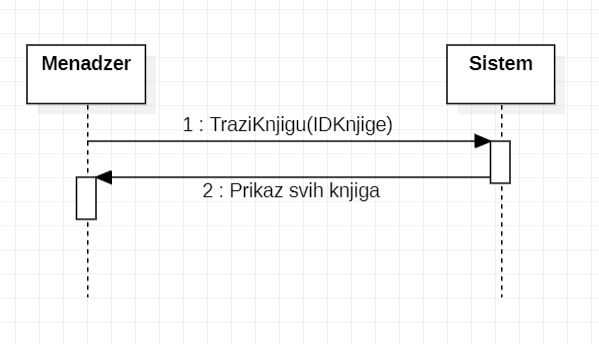 Menadzer
Sistem
1 : TraziKnjigu(IDKnjige)
2 : Prikaz svih knjiga